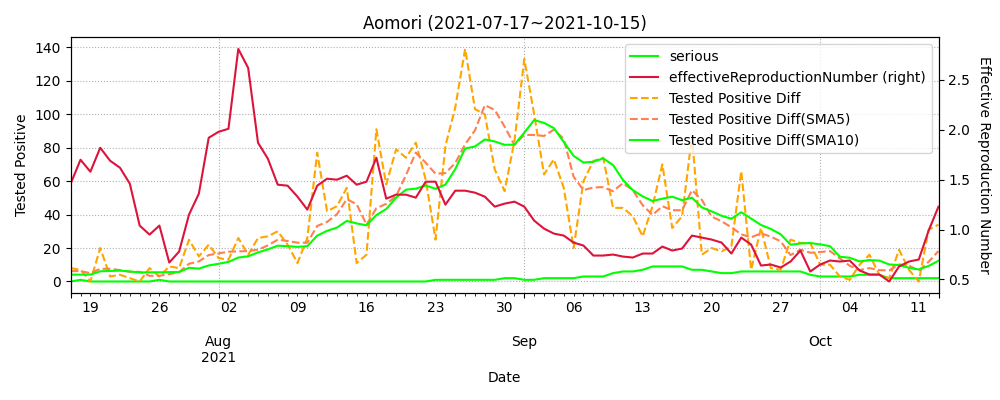 Aomori (2021-07-17~2021-10-15)
serious
effectiveReproductionNumber (right)
Tested Positive Diff
Tested Positive Diff(SMA5)
Tested Positive Diff(SMA10)
Tested Positive
140
120
100
80
60
40
20
0
2.5
2.0
1.5
1.0
0.5
Effective Reproduction Number
19 26 02 09 16 23 30 06 13 20 27 04 11
Aug Sep Oct
2021
Date